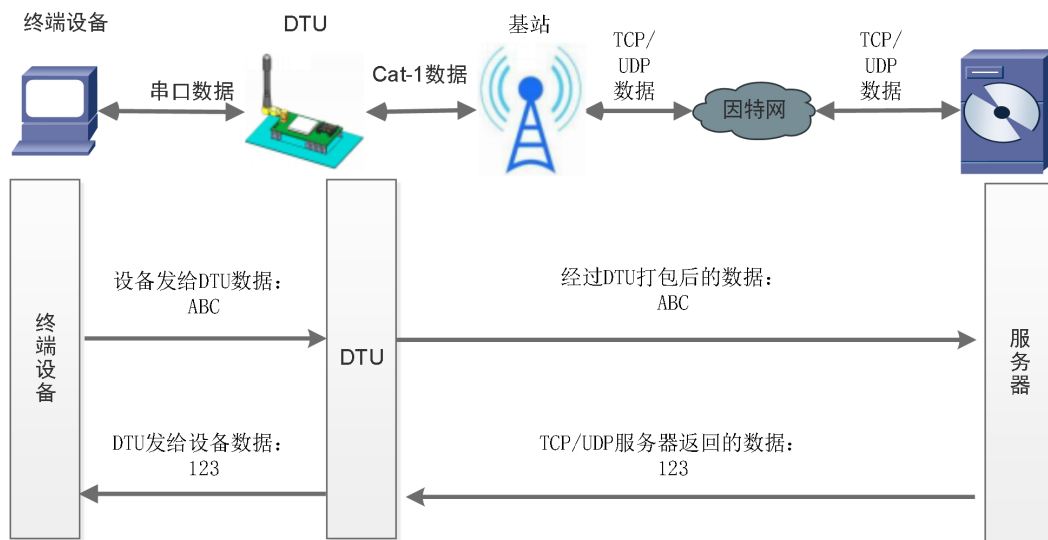 终端设备
DTU
基站
TCP/
UDP
数据
TCP/
UDP
数据
串口数据
Cat-1数据
因特网
设备发给DTU数据:
ABC
经过DTU打包后的数据:
ABC
终端设备
DTU
服务器
DTU发给设备数据:
123
TCP/UDP服务器返回的数据:
123